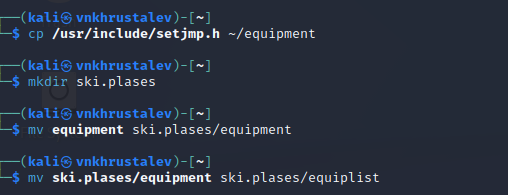 ┌──(kali㉿vnkhrustalev)-[~]
└─$ cp /usr/include/setjmp.h ~/equipment
┌──(kali㉿vnkhrustalev)-[~]
└─$ mkdir ski.plases
┌──(kali㉿vnkhrustalev)-[~]
└─$ mv equipment ski.plases/equipment
┌──(kali㉿vnkhrustalev)-[~]
└─$ mv ski.plases/equipment ski.plases/equiplist